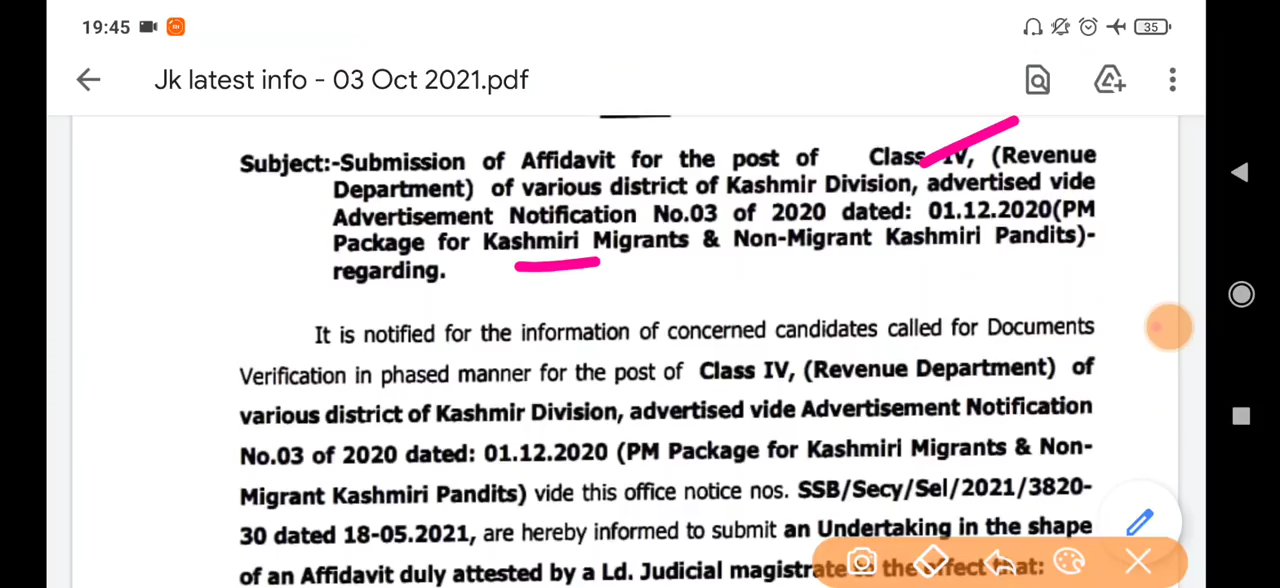 19:45
35
Jk latest info - 03 Oct 2021.pdf
Subject:-Submission of Affidavit for the post of Class IV, (Revenue
Department) of various district of Kashmir Division, advertised vide
Advertisement Notification No.03 of 2020 dated: 01.12.2020(PM
Package for Kashmiri Migrants & Non-Migrant Kashmiri Pandits)-
regarding.
It is notified for the information of concerned candidates called for Documents
Verification in phased manner for the post of Class IV, (Revenue Department) of
various district of Kashmir Division, advertised vide Advertisement Notification
No.03 of 2020 dated: 01.12.2020 (PM Package for Kashmiri Migrants & Non-
Migrant Kashmiri Pandits) vide this office notice nos. SSB/Secy/Sel/2021/3820-
30 dated 18-05.2021, are hereby informed to submit an Undertaking in the shape
of an Affidavit duly attested by a Ld. Judicial magistrate to the effect that: